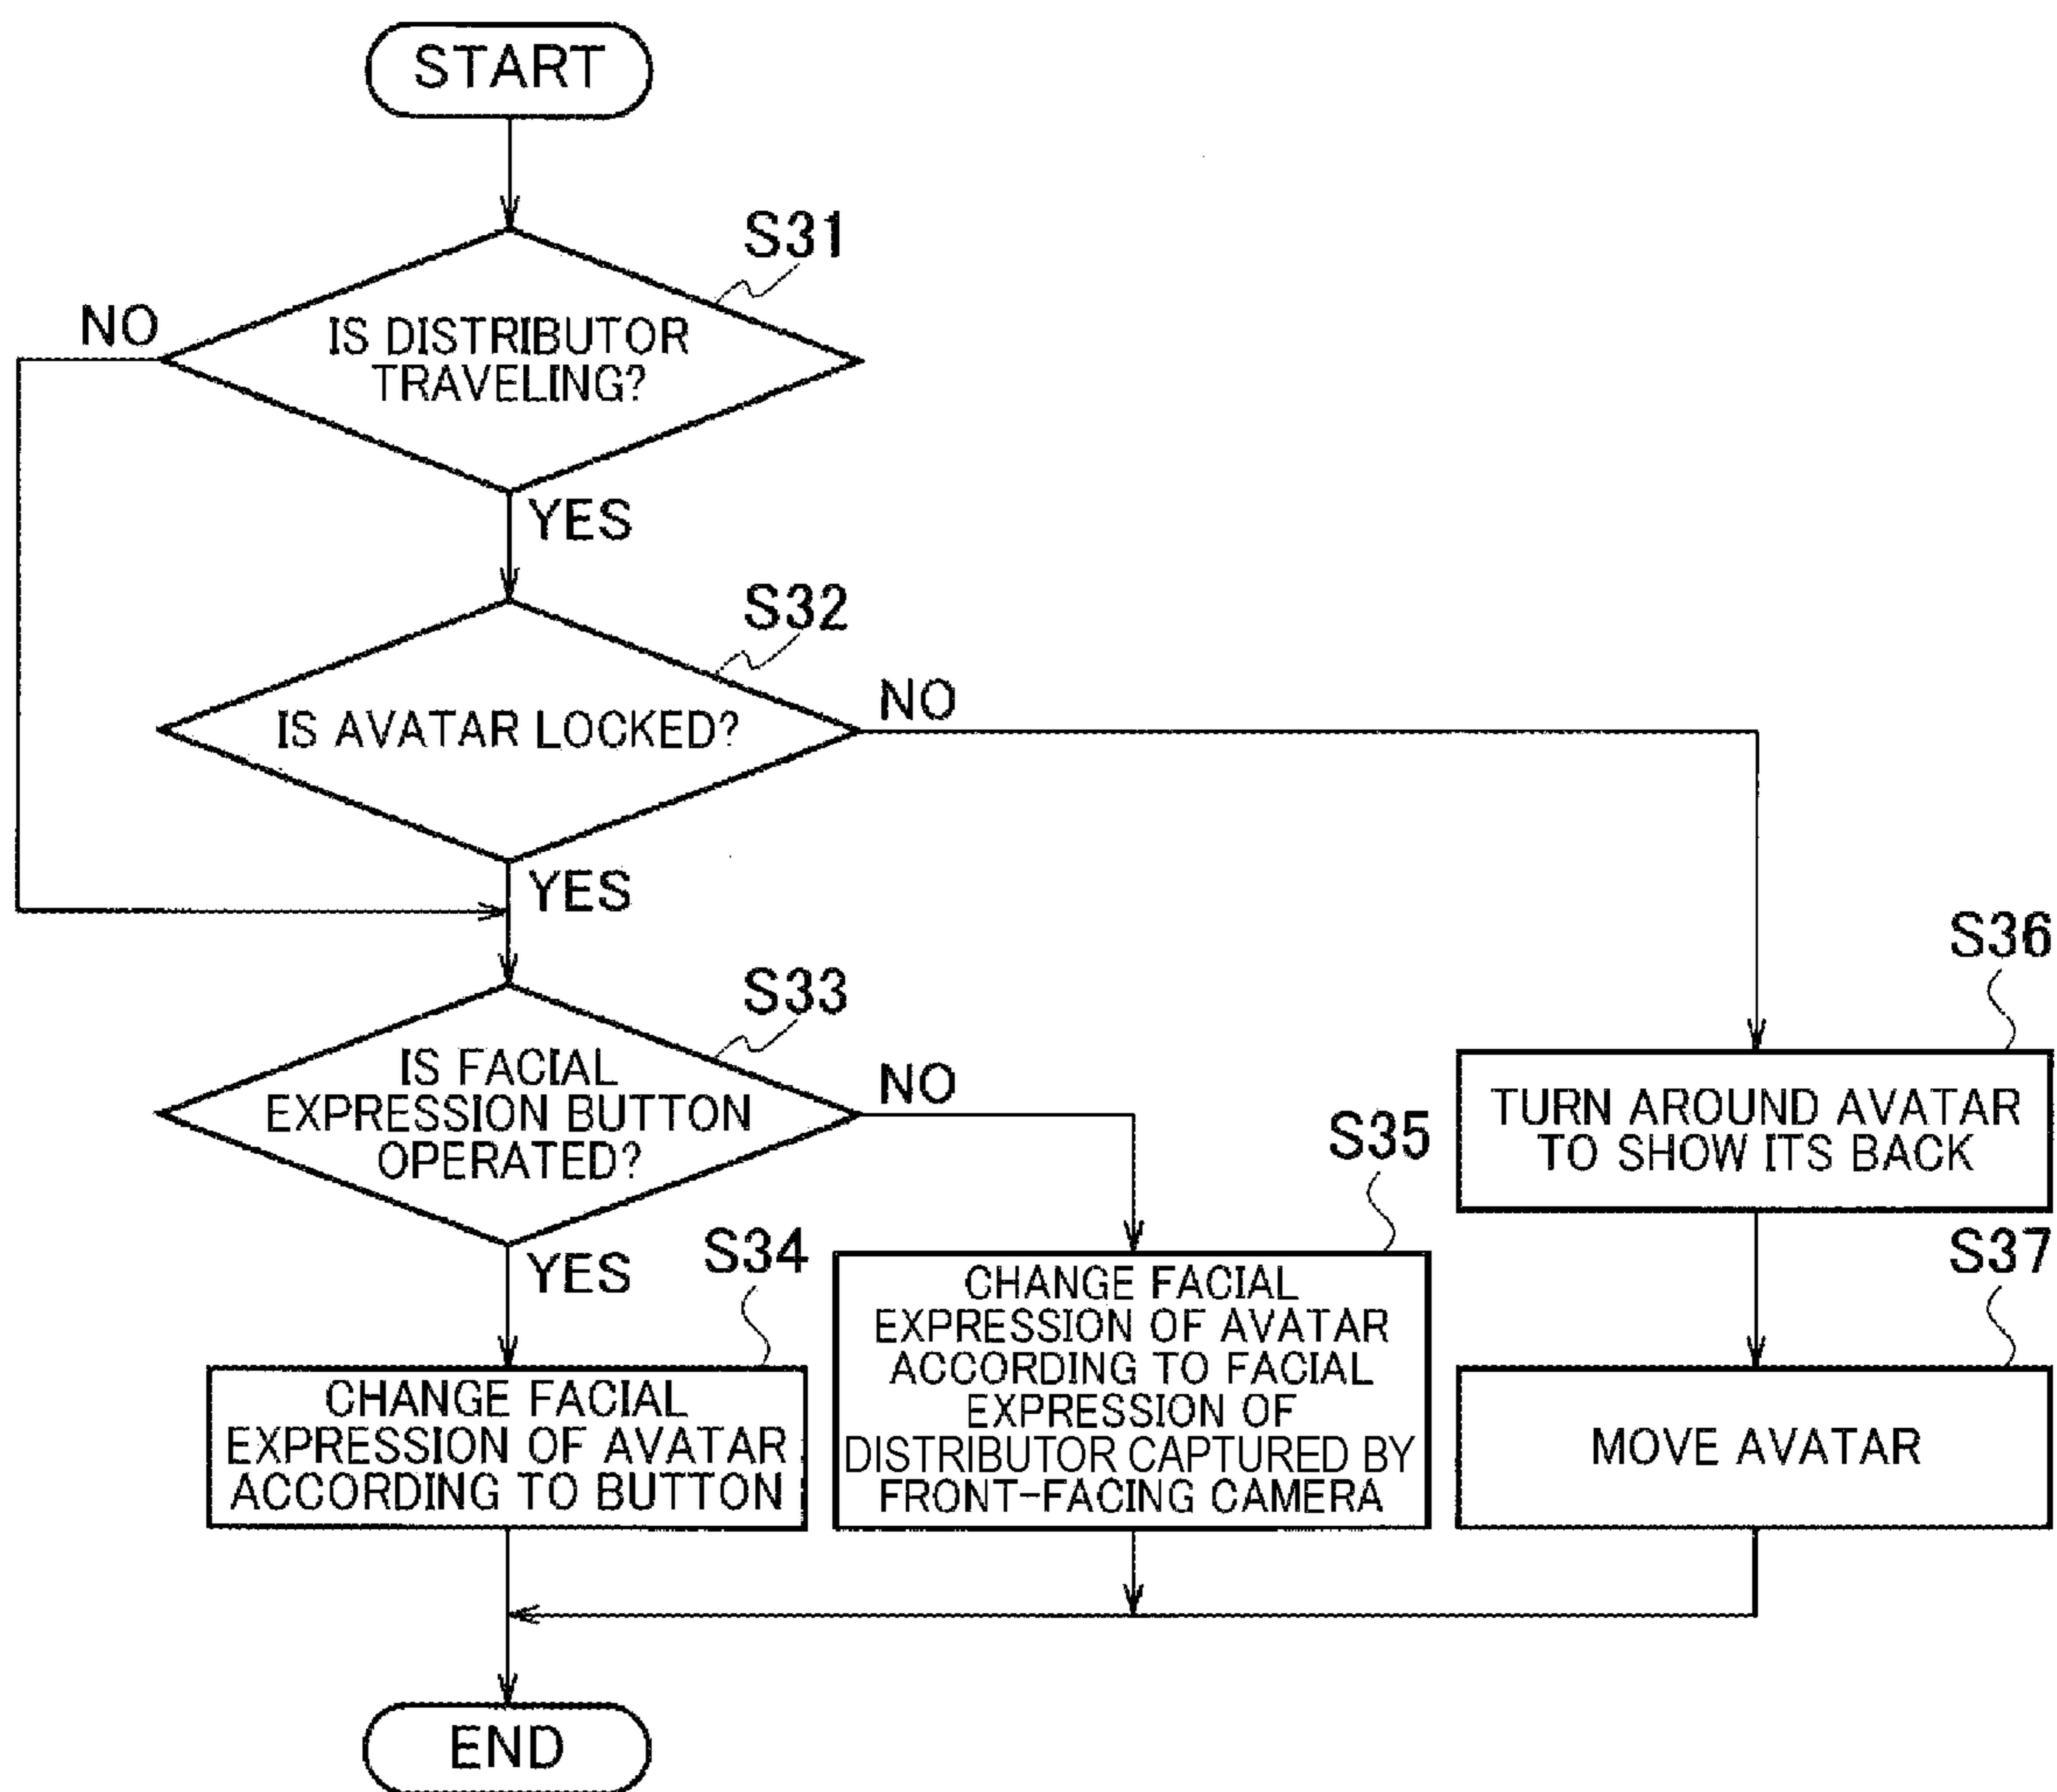 START
S31
NO
IS DISTRIBUTOR
TRAVELING?
YES
S32
NO
IS AVATAR LOCKED?
YES
S33
IS FACIAL
EXPRESSION BUTTON
OPERATED?
NO
YES
S34
CHANGE FACIAL
EXPRESSION OF AVATAR
ACCORDING TO BUTTON
S35
CHANGE FACIAL
EXPRESSION OF AVATAR
ACCORDING TO FACIAL
EXPRESSION OF
DISTRIBUTOR CAPTURED BY
FRONT-FACING CAMERA
S36
TURN AROUND AVATAR
TO SHOW ITS BACK
S37
MOVE AVATAR
END